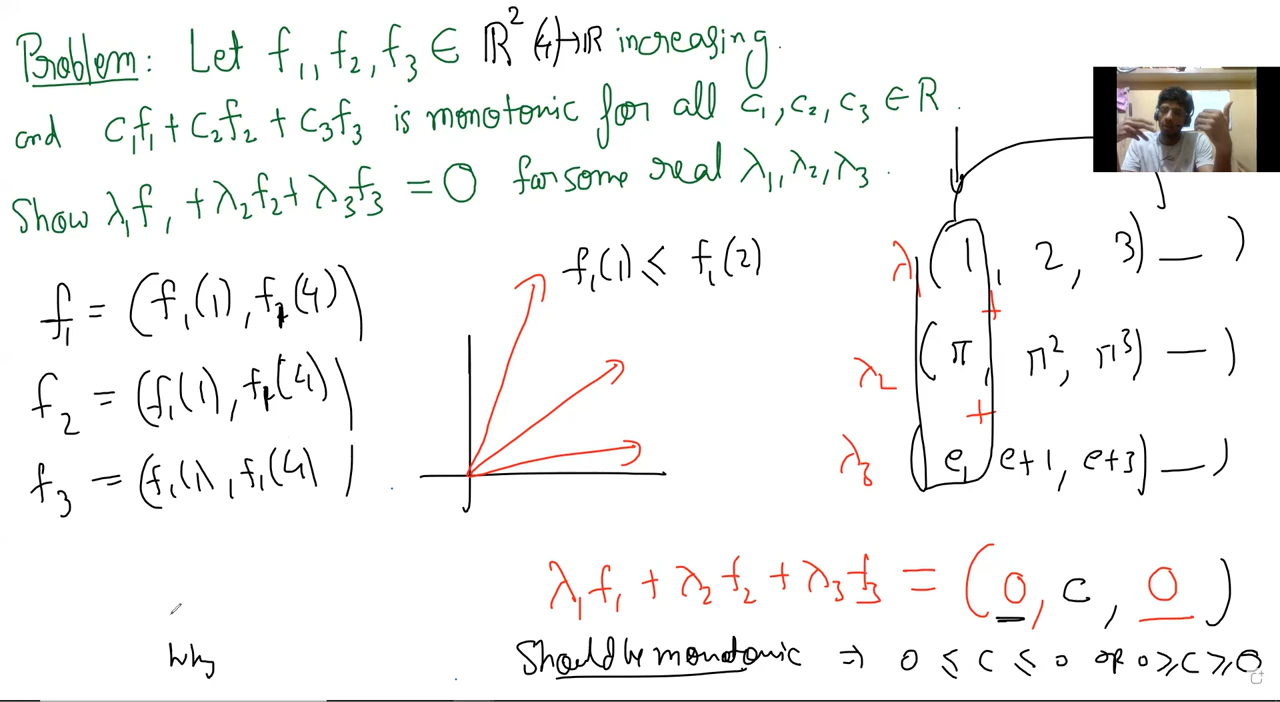 Problem: Let f₁, f₂, f₃ ∈ ℝ² (4)→ℝ increasing.
and c₁f₁ + c₂f₂ + c₃f₃ is monotonic for all c₁, c₂, c₃ ∈ R.
Show λ₁f₁ + λ₂f₂ + λ₃f₃ = 0 for some real λ₁, λ₂, λ₃.
f₁ = (f₁(1), f₁(4))
f₂ = (f₁(1), f₁(4))
f₃ = (f₁(1), f₁(4))
f₁(1) ≤ f₁(2)
λ (1, 2, 3) — )
+
λ₂ (π, π², π³) — )
+
λ₃ (e, e+1, e+3) — )
λ₁f₁ + λ₂f₂ + λ₃f₃ = (0, c, 0)
Should be monotonic ⇒ 0 ≤ c ≤ 0 or 0 ≥ c ≥ 0
Why